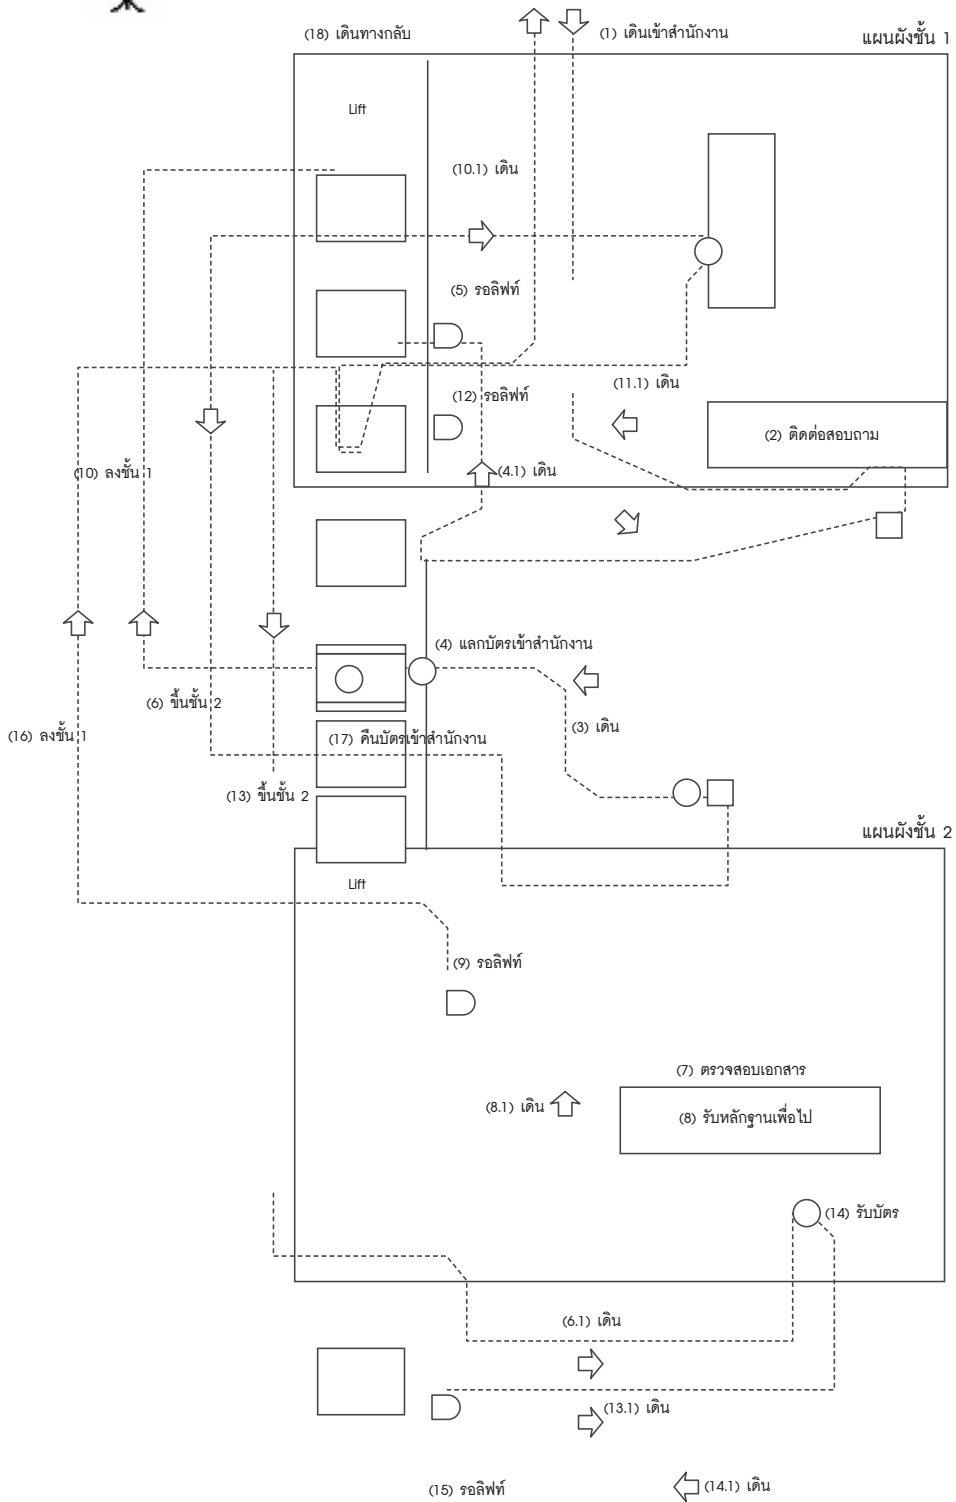 (18) เดินทางกลับ
(1) เดินเข้าสำนักงาน
แผนผังชั้น 1
Lift
(10.1) เดิน
(5) รอลิฟท์
(11.1) เดิน
(12) รอลิฟท์
(2) ติดต่อสอบถาม
(10) ลงชั้น 1
(4.1) เดิน
(4) แลกบัตรเข้าสำนักงาน
(6) ขึ้นชั้น 2
(3) เดิน
(16) ลงชั้น 1
(17) คืนบัตรเข้าสำนักงาน
(13) ขึ้นชั้น 2
แผนผังชั้น 2
Lift
(9) รอลิฟท์
(7) ตรวจสอบเอกสาร
(8.1) เดิน
(8) รับหลักฐานเพื่อไป
(14) รับบัตร
(6.1) เดิน
(13.1) เดิน
(15) รอลิฟท์
(14.1) เดิน